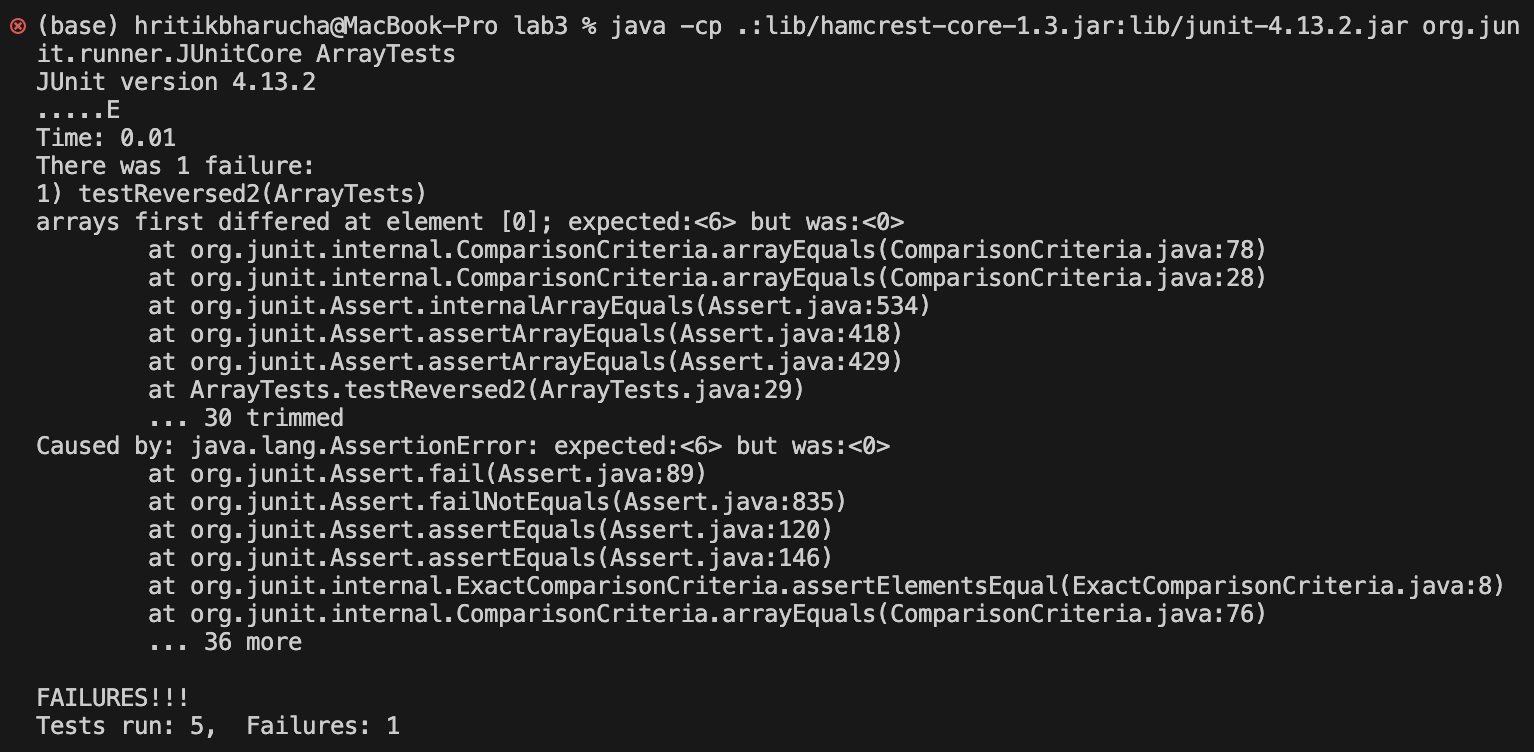 (base) hritikbharucha@MacBook-Pro lab3 % java -cp .:lib/hamcrest-core-1.3.jar:lib/junit-4.13.2.jar org.jun
it.runner.JUnitCore ArrayTests
JUnit version 4.13.2
.....E
Time: 0.01
There was 1 failure:
1) testReversed2(ArrayTests)
arrays first differed at element [0]; expected:<6> but was:<0>
        at org.junit.internal.ComparisonCriteria.arrayEquals(ComparisonCriteria.java:78)
        at org.junit.internal.ComparisonCriteria.arrayEquals(ComparisonCriteria.java:28)
        at org.junit.Assert.internalArrayEquals(Assert.java:534)
        at org.junit.Assert.assertArrayEquals(Assert.java:418)
        at org.junit.Assert.assertArrayEquals(Assert.java:429)
        at ArrayTests.testReversed2(ArrayTests.java:29)
        ... 30 trimmed
Caused by: java.lang.AssertionError: expected:<6> but was:<0>
        at org.junit.Assert.fail(Assert.java:89)
        at org.junit.Assert.failNotEquals(Assert.java:835)
        at org.junit.Assert.assertEquals(Assert.java:120)
        at org.junit.Assert.assertEquals(Assert.java:146)
        at org.junit.internal.ExactComparisonCriteria.assertElementsEqual(ExactComparisonCriteria.java:8)
        at org.junit.internal.ComparisonCriteria.arrayEquals(ComparisonCriteria.java:76)
        ... 36 more

FAILURES!!!
Tests run: 5,  Failures: 1